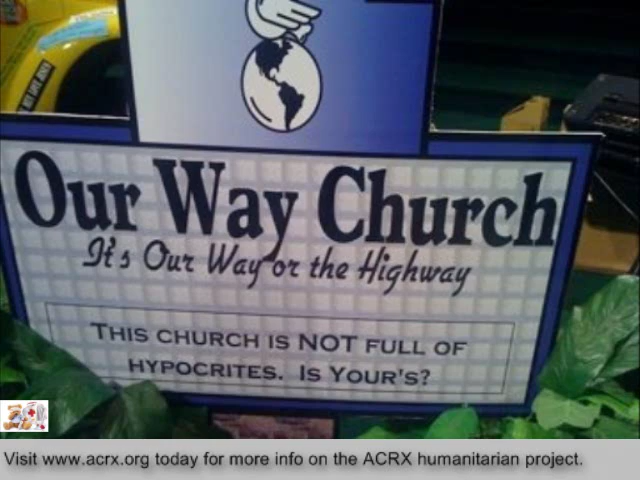 Our Way Church
It's Our Way or the Highway
THIS CHURCH IS NOT FULL OF
HYPOCRITES. IS YOUR'S?
Visit www.acrx.org today for more info on the ACRX humanitarian project.